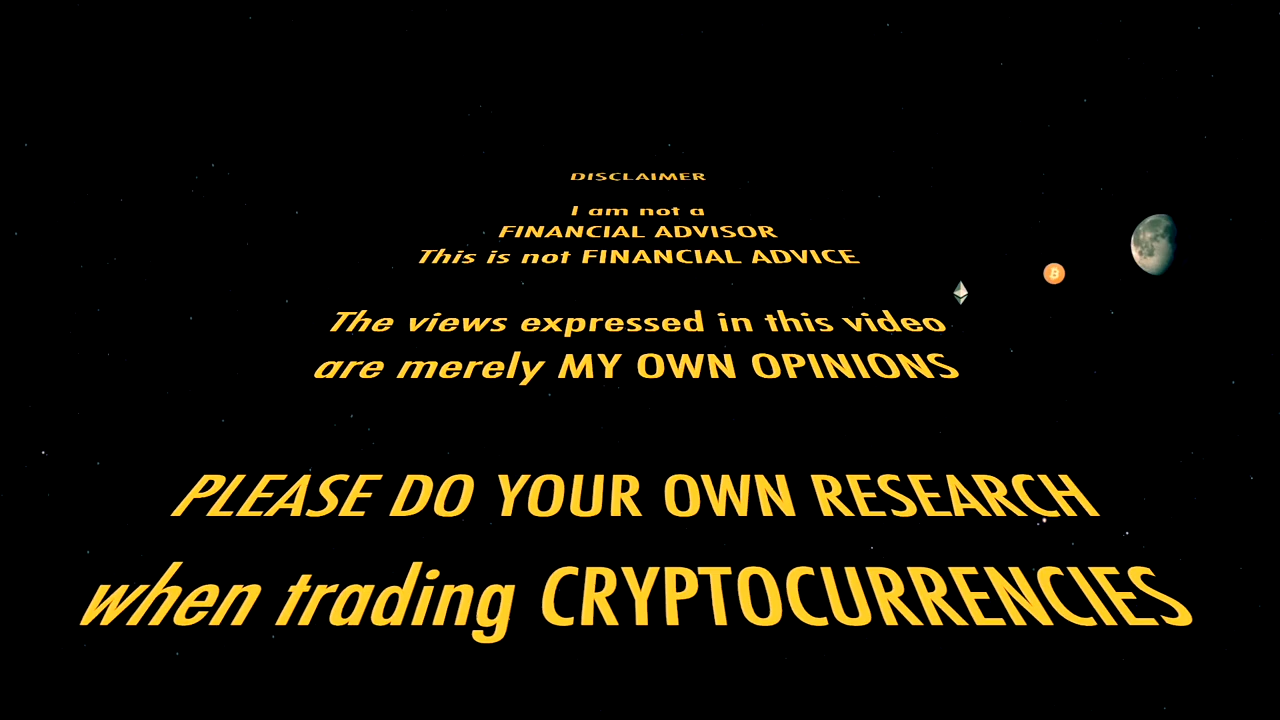 DISCLAIMER
I am not a
FINANCIAL ADVISOR
This is not FINANCIAL ADVICE
The views expressed in this video
are merely MY OWN OPINIONS
PLEASE DO YOUR OWN RESEARCH
when trading CRYPTOCURRENCIES